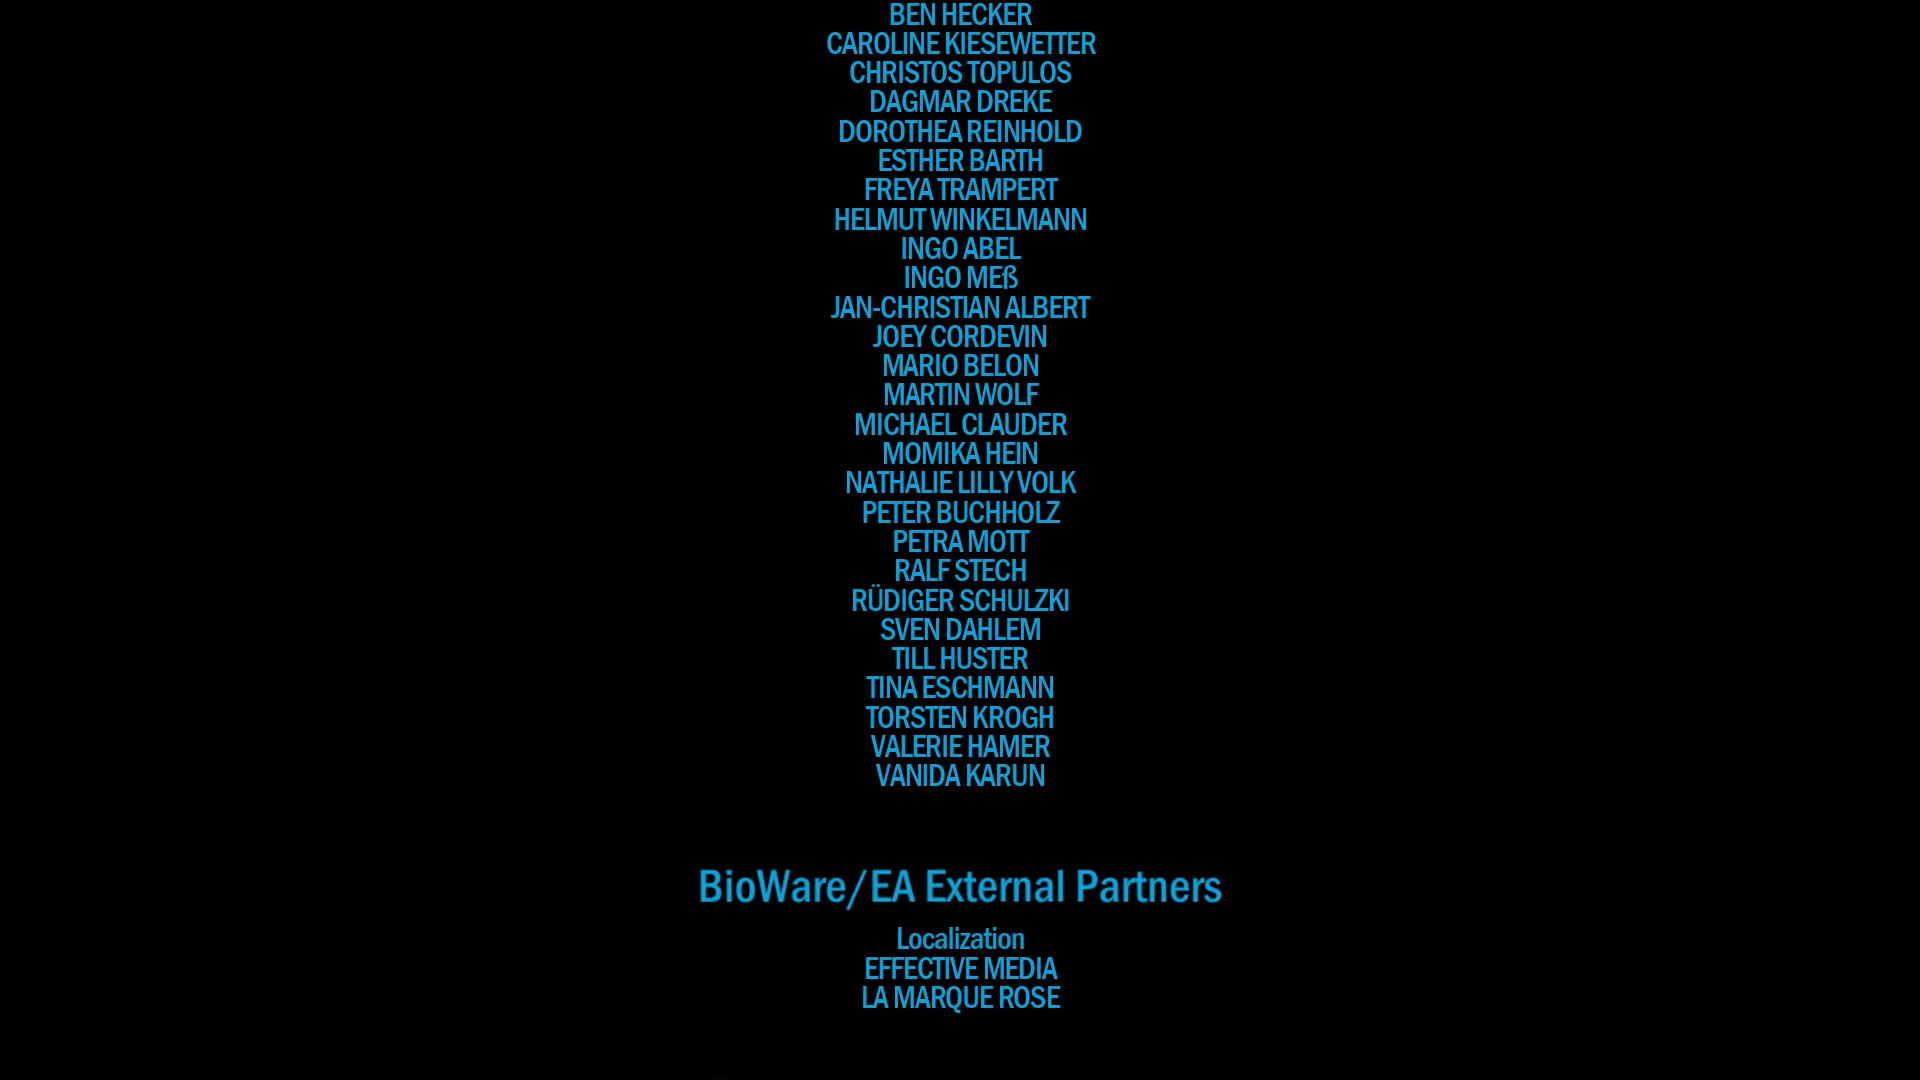 BEN HECKER
CAROLINE KIESEWETTER
CHRISTOS TOPULOS
DAGMAR DREKE
DOROTHEA REINHOLD
ESTHER BARTH
FREYA TRAMPERT
HELMUT WINKELMANN
INGO ABEL
INGO MEß
JAN-CHRISTIAN ALBERT
JOEY CORDEVIN
MARIO BELON
MARTIN WOLF
MICHAEL CLAUDER
MOMIKA HEIN
NATHALIE LILLY VOLK
PETER BUCHHOLZ
PETRA MOTT
RALF STECH
RÜDIGER SCHULZKI
SVEN DAHLEM
TILL HUSTER
TINA ESCHMANN
TORSTEN KROGH
VALERIE HAMER
VANIDA KARUN
BioWare/EA External Partners
Localization
EFFECTIVE MEDIA
LA MARQUE ROSE